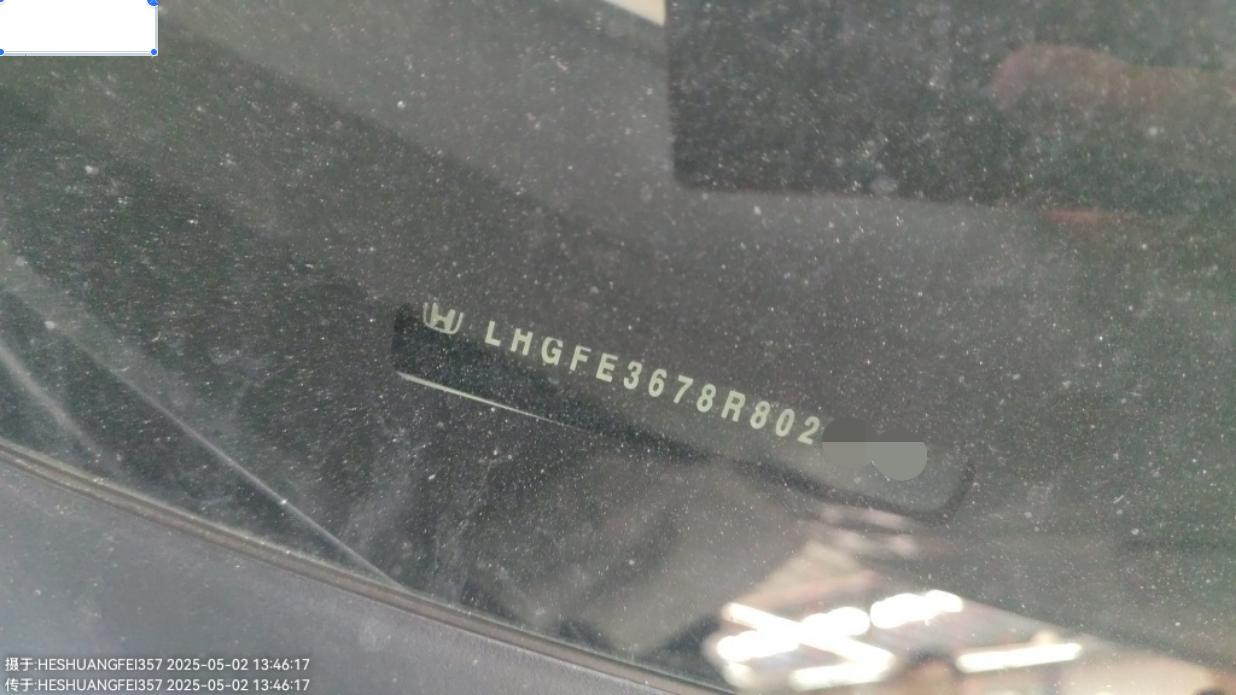 LHGFE3678R802
摄于:HESHUANGFEI357 2025-05-02 13:46:17
传于:HESHUANGFEI357 2025-05-02 13:46:17